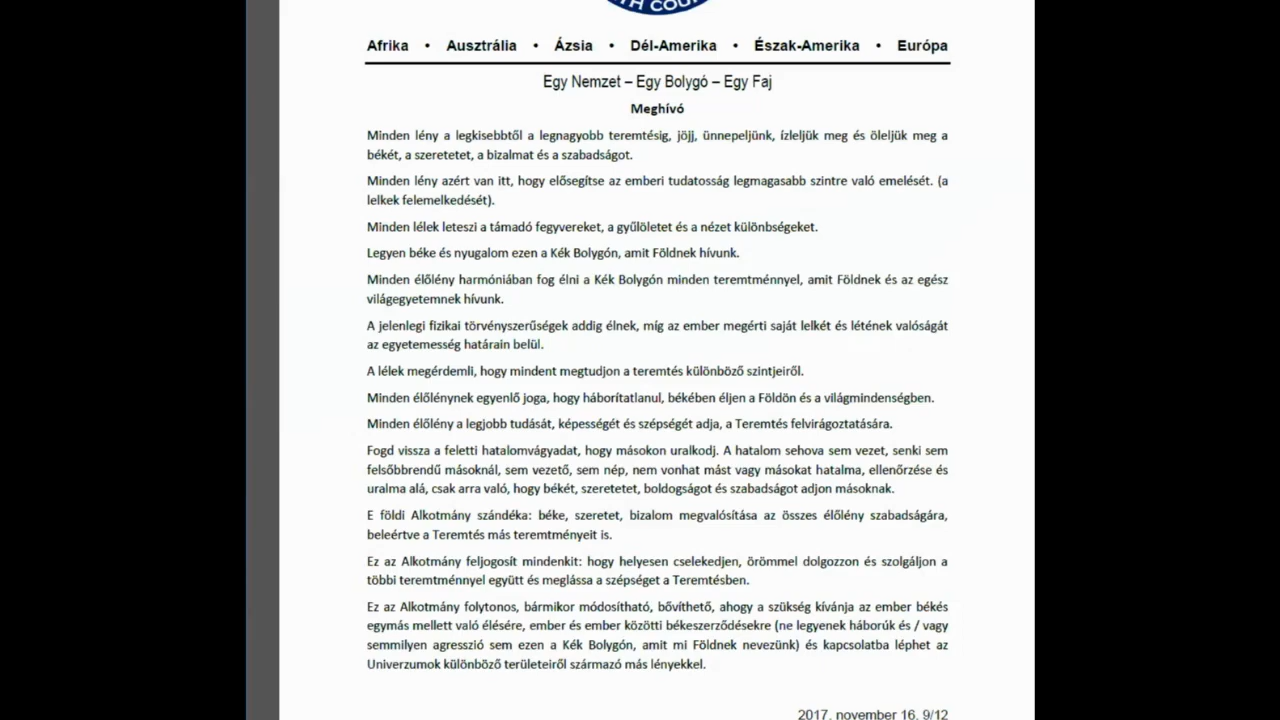 TH COU
Afrika • Ausztrália • Ázsia • Dél-Amerika • Észak-Amerika • Európa
Egy Nemzet – Egy Bolygó – Egy Faj
Meghívó
Minden lény a legkisebbtől a legnagyobb teremtésig, jöjj, ünnepeljünk, ízleljük meg és öleljük meg a
békét, a szeretetet, a bizalmat és a szabadságot.
Minden lény azért van itt, hogy elősegítse az emberi tudatosság legmagasabb szintre való emelését. (a
lelkek felemelkedését).
Minden lélek leteszi a támadó fegyvereket, a gyűlöletet és a nézet különbségeket.
Legyen béke és nyugalom ezen a Kék Bolygón, amit Földnek hívunk.
Minden élőlény harmóniában fog élni a Kék Bolygón minden teremtménnyel, amit Földnek és az egész
világegyetemnek hívunk.
A jelenlegi fizikai törvényszerűségek addig élnek, míg az ember megérti saját lelkét és létének valóságát
az egyetemesség határain belül.
A lélek megérdemli, hogy mindent megtudjon a teremtés különböző szintjeiről.
Minden élőlénynek egyenlő joga, hogy háborítatlanul, békében éljen a Földön és a világmindenségben.
Minden élőlény a legjobb tudását, képességét és szépségét adja, a Teremtés felvirágoztatására.
Fogd vissza a feletti hatalomvágyadat, hogy másokon uralkodj. A hatalom sehova sem vezet, senki sem
felsőbbrendű másoknál, sem vezető, sem nép, nem vonhat mást vagy másokat hatalma, ellenőrzése és
uralma alá, csak arra való, hogy békét, szeretetet, boldogságot és szabadságot adjon másoknak.
E földi Alkotmány szándéka: béke, szeretet, bizalom megvalósítása az összes élőlény szabadságára,
beleértve a Teremtés más teremtményeit is.
Ez az Alkotmány feljogosít mindenkit: hogy helyesen cselekedjen, örömmel dolgozzon és szolgáljon a
többi teremtménnyel együtt és meglássa a szépséget a Teremtésben.
Ez az Alkotmány folytonos, bármikor módosítható, bővíthető, ahogy a szükség kívánja az ember békés
egymás mellett való élésére, ember és ember közötti békeszerződésekre (ne legyenek háborúk és / vagy
semmilyen agresszió sem ezen a Kék Bolygón, amit mi Földnek nevezünk) és kapcsolatba léphet az
Univerzumok különböző területeiről származó más lényekkel.
2017. november 16. 9/12